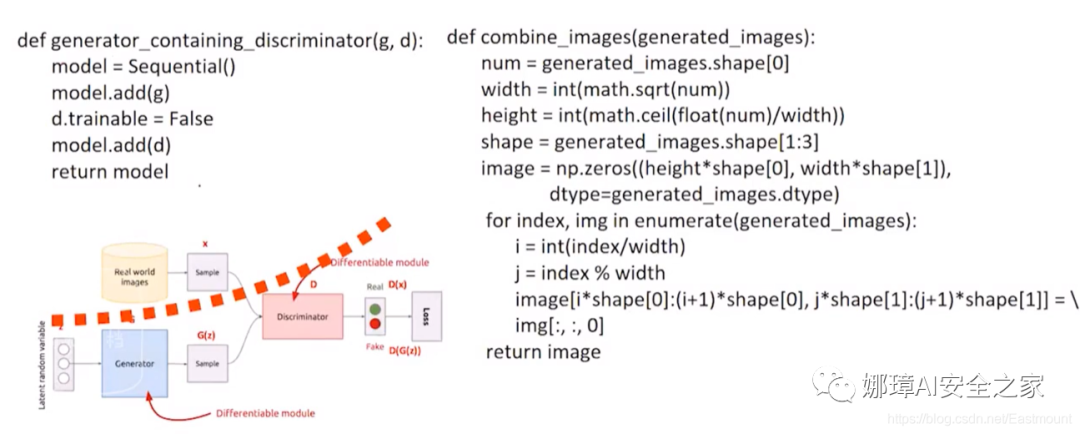 def generator_containing_discriminator(g, d):
model = Sequential()
model.add(g)
d.trainable = False
model.add(d)
return model
def combine_images(generated_images):
num = generated_images.shape[0]
width = int(math.sqrt(num))
height = int(math.ceil(float(num)/width))
shape = generated_images.shape[1:3]
image = np.zeros((height*shape[0], width*shape[1]),
dtype=generated_images.dtype)
for index, img in enumerate(generated_images):
i = int(index/width)
j = index % width
image[i*shape[0]:(i+1)*shape[0], j*shape[1]:(j+1)*shape[1]] = \
img[:, :, 0]
return image
X
Real world
images
Sample
Differentiable module
D
Real D(x)
Discriminator
Loss
Fake D(G(z))
Latent random variable
G(z)
Generator
Sample
Differentiable module
娜璋AI安全之家
https://blog.csdn.net/Eastmount